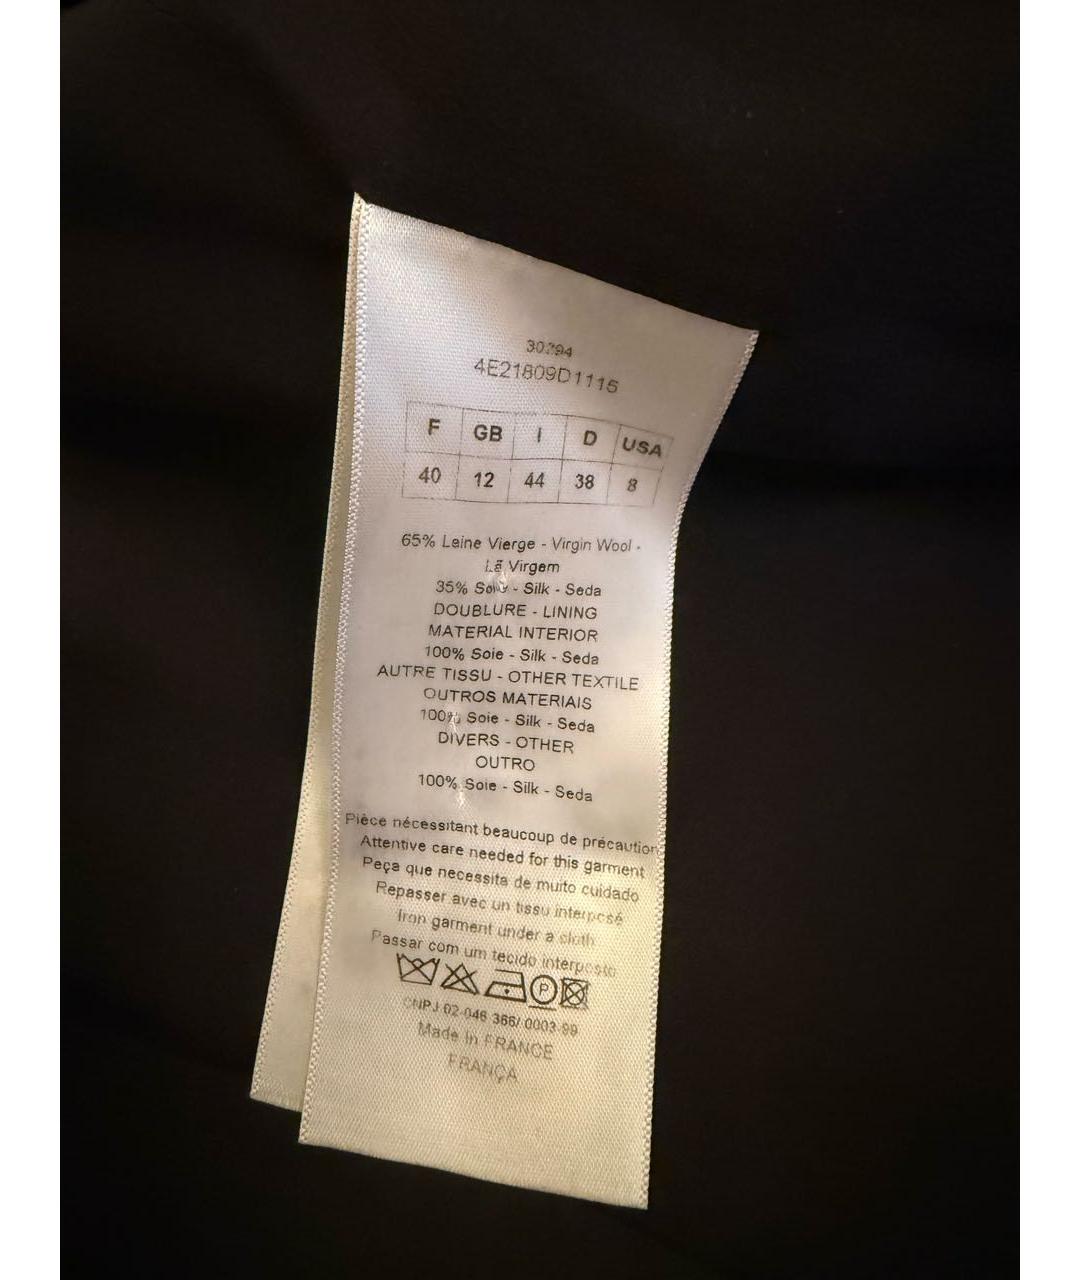 4E21809D1115
F GB I D USA
40 12 44 38 8
65% Laine Vierge - Virgin Wool -
Lã Virgem
35% Soie - Silk - Seda
DOUBLURE - LINING
MATERIAL INTERIOR
100% Soie - Silk - Seda
AUTRE TISSU - OTHER TEXTILE
OUTROS MATERIAIS
100% Soie - Silk - Seda
DIVERS - OTHER
OUTRO
100% Soie - Silk - Seda
Pièce nécessitant beaucoup de précaution
Attentive care needed for this garment
Peça que necessita de muito cuidado
Repasser avec un tissu interposé
Iron garment under a cloth
Passar com um tecido interposto
P
CNPJ 02-046 366/ 0003-99
Made in FRANCE
FRANÇA